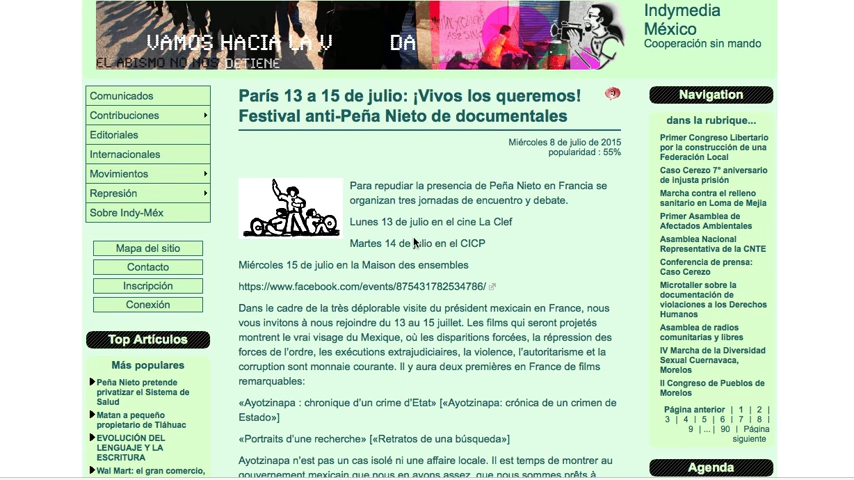 VAMOS HACIA LA V DA
EL ABISMO NO NOS DETIENE
Indymedia
México
Cooperación sin mando
Comunicados
Contribuciones
Editoriales
Internacionales
Movimientos
Represión
Sobre Indy-Méx
Mapa del sitio
Contacto
Inscripción
Conexión
Top Artículos
Más populares
Peña Nieto pretende
privatizar el Sistema de
Salud
Matan a pequeño
propietario de Tláhuac
EVOLUCIÓN DEL
LENGUAJE Y LA
ESCRITURA
Wal Mart: el gran comercio,
París 13 a 15 de julio: ¡Vivos los queremos!
Festival anti-Peña Nieto de documentales
Miércoles 8 de julio de 2015
popularidad : 55%
Para repudiar la presencia de Peña Nieto en Francia se
organizan tres jornadas de encuentro y debate.
Lunes 13 de julio en el cine La Clef
Martes 14 de julio en el CICP
Miércoles 15 de julio en la Maison des ensembles
https://www.facebook.com/events/875431782534786/
Dans le cadre de la très déplorable visite du président mexicain en France, nous
vous invitons à nous rejoindre du 13 au 15 juillet. Les films qui seront projetés
montrent le vrai visage du Mexique, où les disparitions forcées, la répression des
forces de l'ordre, les exécutions extrajudiciaires, la violence, l'autoritarisme et la
corruption sont monnaie courante. Il y aura deux premières en France de films
remarquables:
«Ayotzinapa : chronique d'un crime d'Etat» [«Ayotzinapa: crónica de un crimen de
Estado»]
«Portraits d'une recherche» [«Retratos de una búsqueda»]
Ayotzinapa n'est pas un cas isolé ni une affaire locale. Il est temps de montrer au
gouvernement mexicain que nous en avons assez, que nous sommes prêts à
Navigation
dans la rubrique...
Primer Congreso Libertario
por la construcción de una
Federación Local
Caso Cerezo 7° aniversario
de injusta prisión
Marcha contra el relleno
sanitario en Loma de Mejia
Primer Asamblea de
Afectados Ambientales
Asamblea Nacional
Representativa de la CNTE
Conferencia de prensa:
Caso Cerezo
Microtaller sobre la
documentación de
violaciones a los Derechos
Humanos
Asamblea de radios
comunitarias y libres
IV Marcha de la Diversidad
Sexual Cuernavaca,
Morelos
II Congreso de Pueblos de
Morelos
Página anterior | 1 | 2 |
3 | 4 | 5 | 6 | 7 | 8 |
9 | ... | 90 | Página
siguiente
Agenda